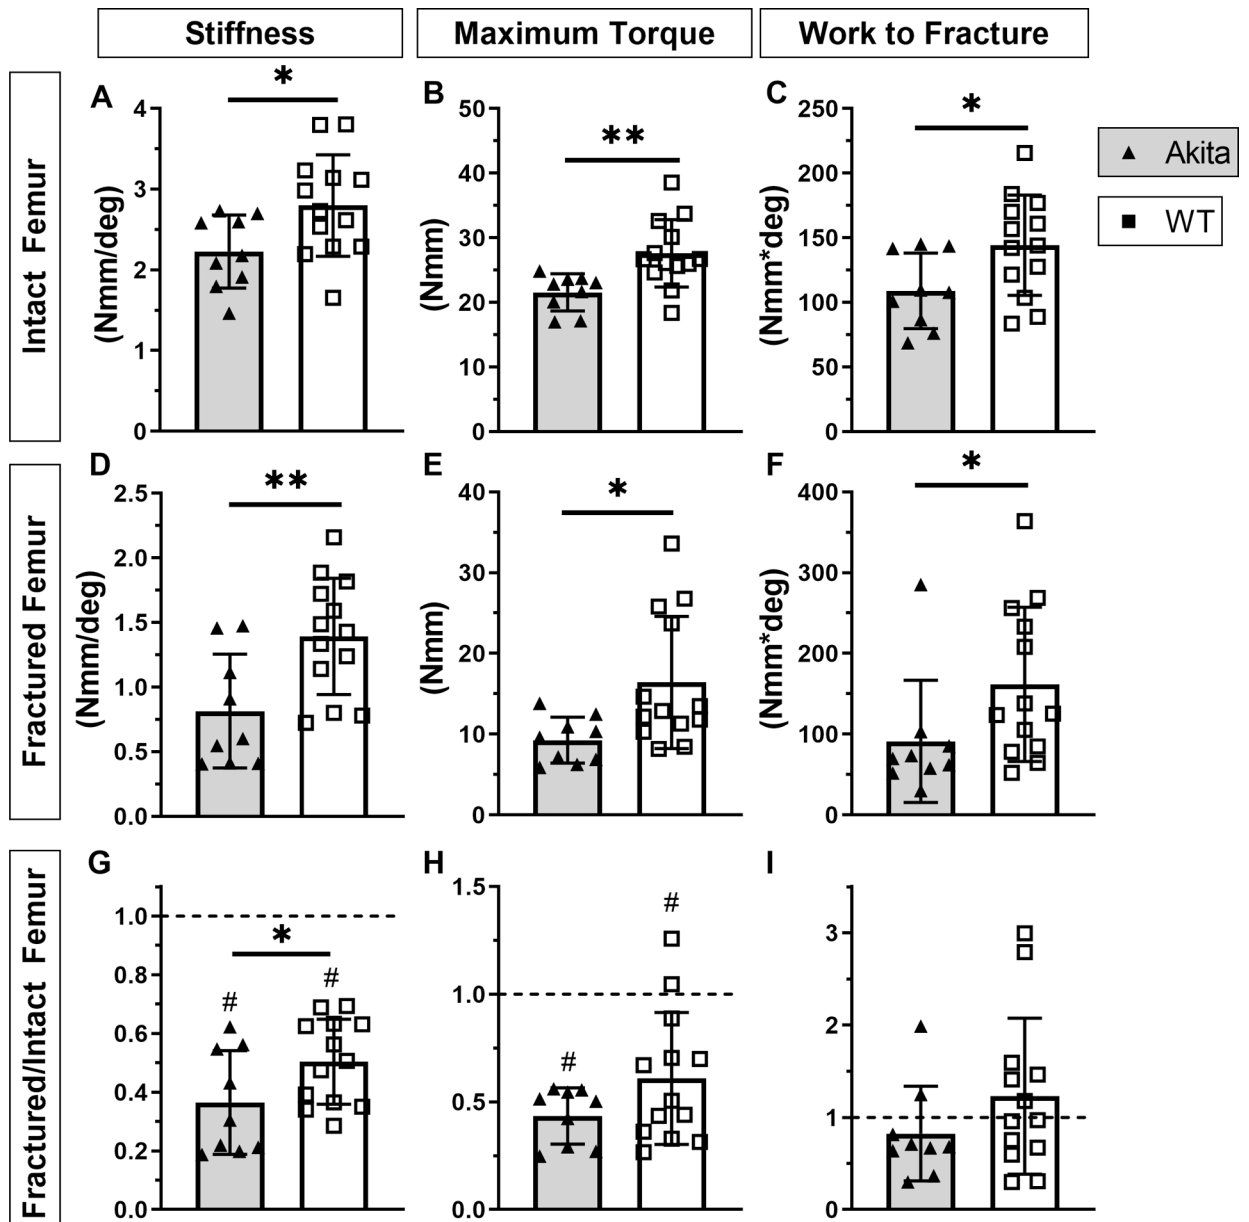 Stiffness
Maximum Torque
Work to Fracture
Intact Femur
A
*
(Nmm/deg)
4
3
2
1
0
B
**
(Nmm)
50
40
30
20
10
0
C
*
(Nmm*deg)
250
200
150
100
50
0
Akita
WT
Fractured Femur
D
**
(Nmm/deg)
2.5
2.0
1.5
1.0
0.5
0.0
E
*
(Nmm)
40
30
20
10
0
F
*
(Nmm*deg)
400
300
200
100
0
Fractured/Intact Femur
G
1.0
0.8
0.6
0.4
0.2
0.0
*
#
#
H
1.5
1.0
0.5
0.0
#
#
I
3
2
1
0